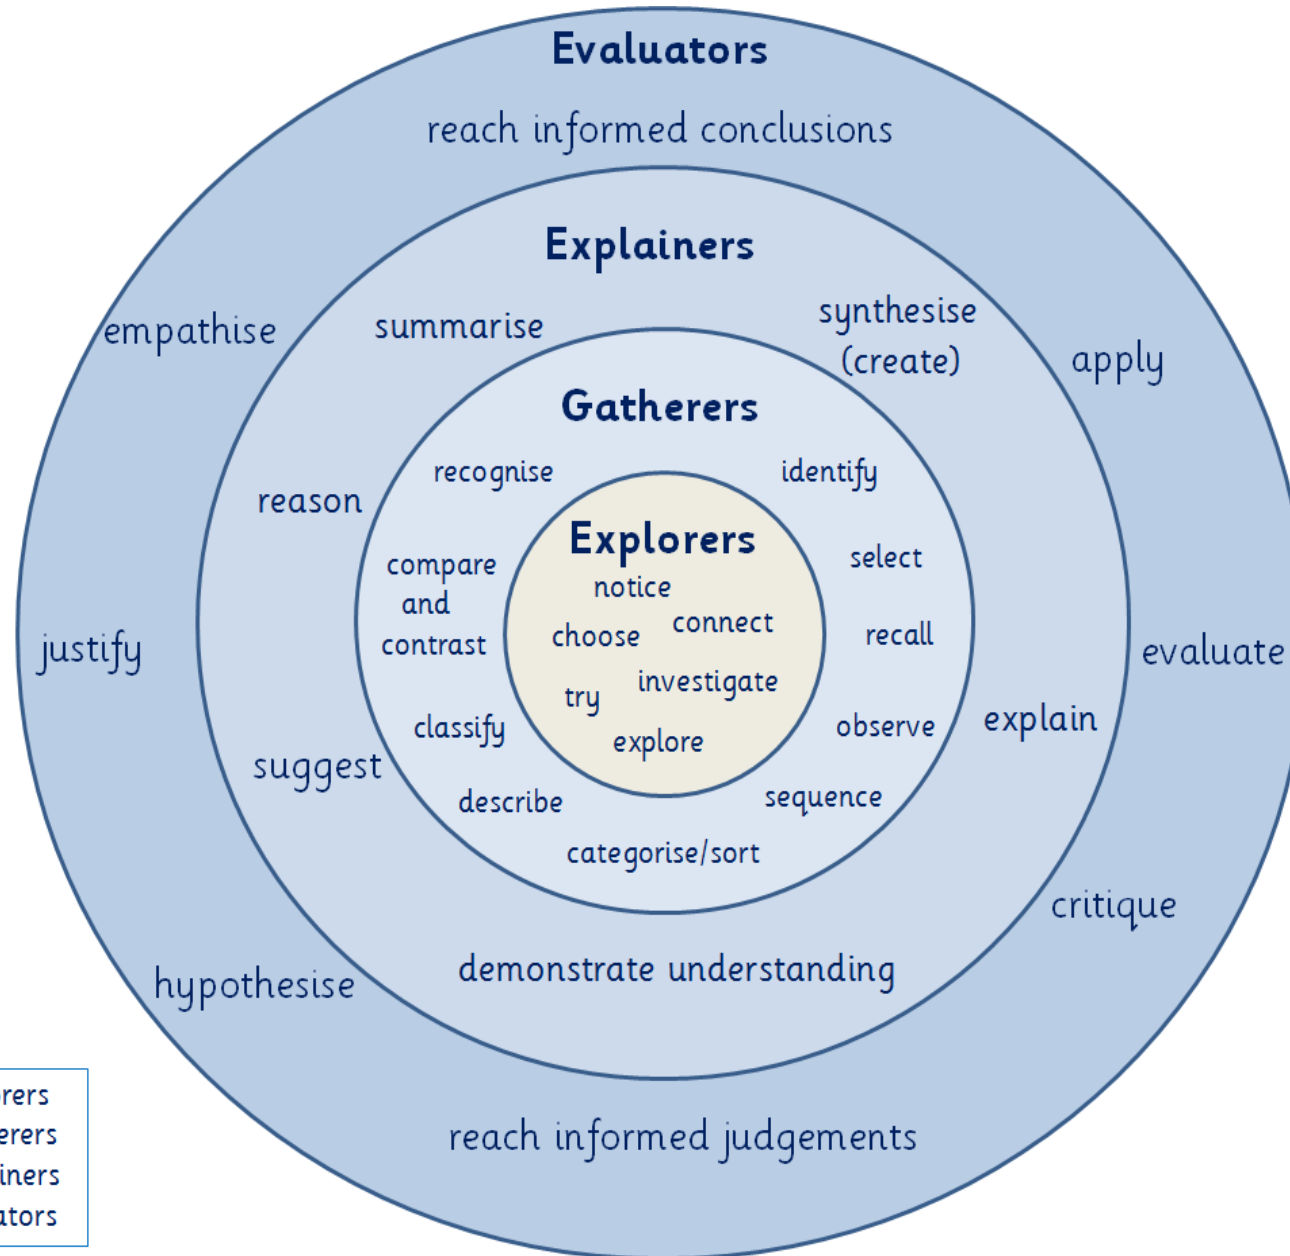 Evaluators
reach informed conclusions
Explainers
synthesise
(create)
summarise
empathise
apply
Gatherers
recognise
identify
reason
Explorers
select
compare
and
contrast
notice
connect
choose
recall
justify
evaluate
investigate
try
explain
classify
observe
explore
suggest
describe
sequence
categorise/sort
critique
demonstrate understanding
hypothesise
reach informed judgements